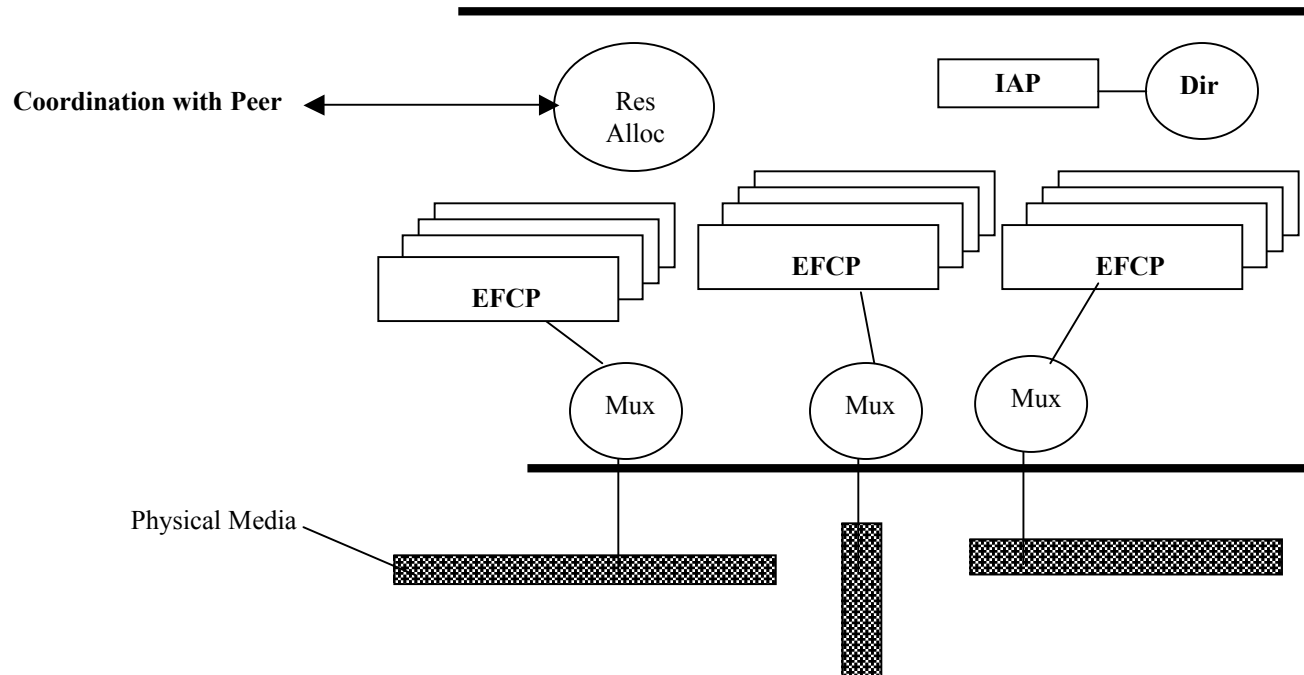 Coordination with Peer
Res
Alloc
IAP
Dir
EFCP
EFCP
EFCP
Mux
Mux
Mux
Physical Media